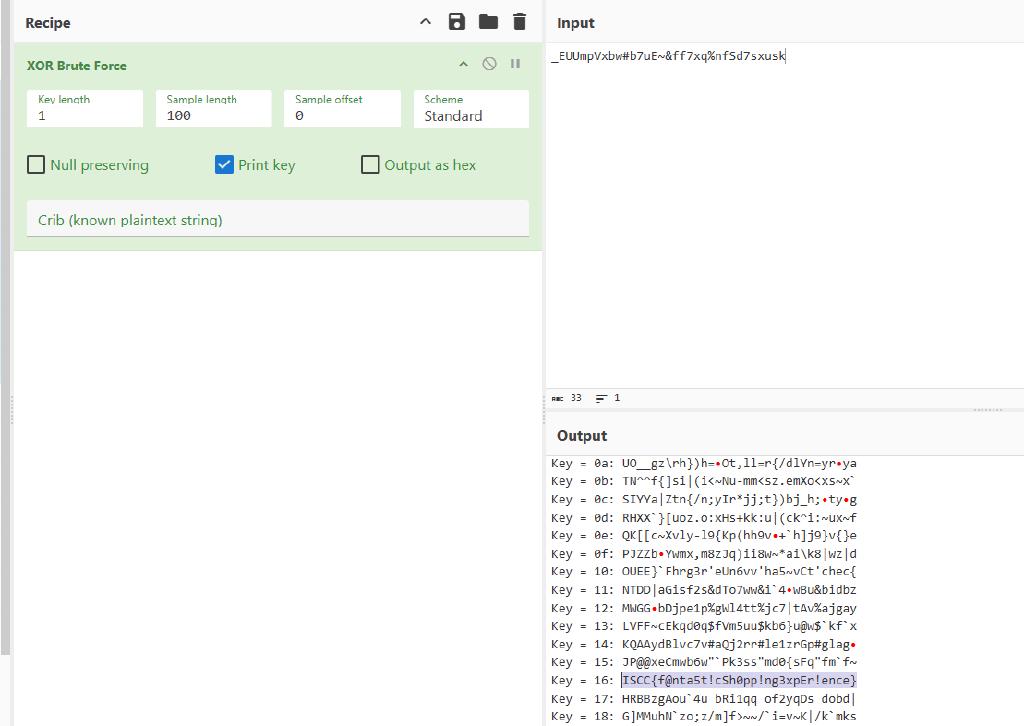 Recipe
XOR Brute Force
Key length
1
Sample length
100
Sample offset
0
Scheme
Standard
Null preserving
Print key
Output as hex
Crib (known plaintext string)
Input
_EUUmpVxbw#b7uE~&ff7xq%nfSd7sxusk
33
1
Output
Key = 0a: UO__gz\rh})h=•Ot,ll=r{/dlYn=yr•ya
Key = 0b: TN^^f{]si|(i<~Nu-mm<sz.emXo<xs~x`
Key = 0c: SIYYa|Ztn{/n;yIr*jj;t})bj_h;•ty•g
Key = 0d: RHXX`}[uoz.o:xHs+kk:u|(ck^i:~ux~f
Key = 0e: QK[[c~Xvly-l9{Kp(hh9v•+`h]j9}v{}e
Key = 0f: PJZZb•Ywmx,m8zJq)ii8w~*ai\k8|wz|d
Key = 10: OUEE}`Fhrg3r'eUn6vv'ha5~vCt'chec{
Key = 11: NTDD|aGisf2s&dTo7ww&i`4•wBu&bidbz
Key = 12: MWGG•bDjpe1p%gWl4tt%jc7|tAv%ajgay
Key = 13: LVFF~cEkqd0q$fVm5uu$kb6}u@w$`kf`x
Key = 14: KQAAydBlvc7v#aQj2rr#le1zrGp#glag•
Key = 15: JP@@xeCmwb6w"`Pk3ss"md0{sFq"fm`f~
Key = 16: ISCC{f@nta5t!cSh0pp!ng3xpEr!ence}
Key = 17: HRBBzgAou`4u bRi1qq of2yqDs dobd|
Key = 18: G]MMuhN`zo;z/m]f>~~/`i=v~K|/k`mks